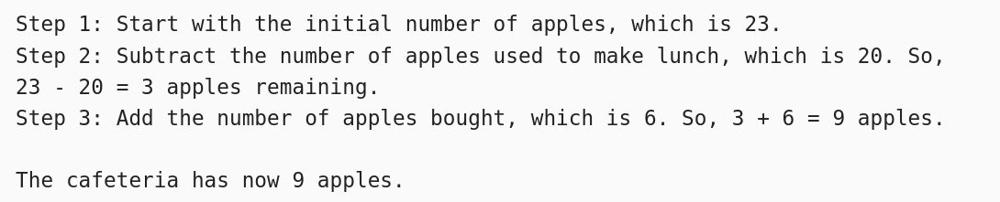 Step 1: Start with the initial number of apples, which is 23.
Step 2: Subtract the number of apples used to make lunch, which is 20. So,
23 - 20 = 3 apples remaining.
Step 3: Add the number of apples bought, which is 6. So, 3 + 6 = 9 apples.
The cafeteria has now 9 apples.